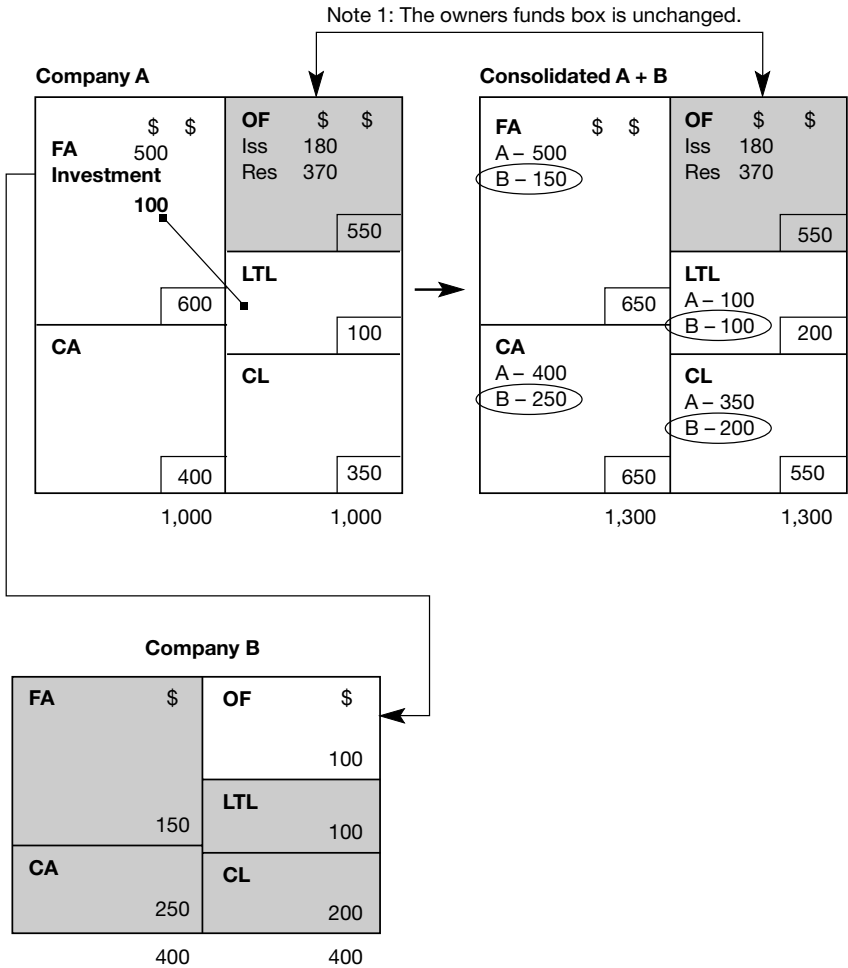 Note 1: The owners funds box is unchanged.
Company A
FA $ $
500
Investment
100
600
OF $ $
Iss 180
Res 370
550
LTL
100
CA
400
CL
350
1,000 1,000
Consolidated A + B
FA $ $
A – 500
B – 150
650
OF $ $
Iss 180
Res 370
550
LTL
A – 100
B – 100
200
CA
A – 400
B – 250
650
CL
A – 350
B – 200
550
1,300 1,300
Company B
FA $
150
OF $
100
LTL
100
CA
250
CL
200
400 400